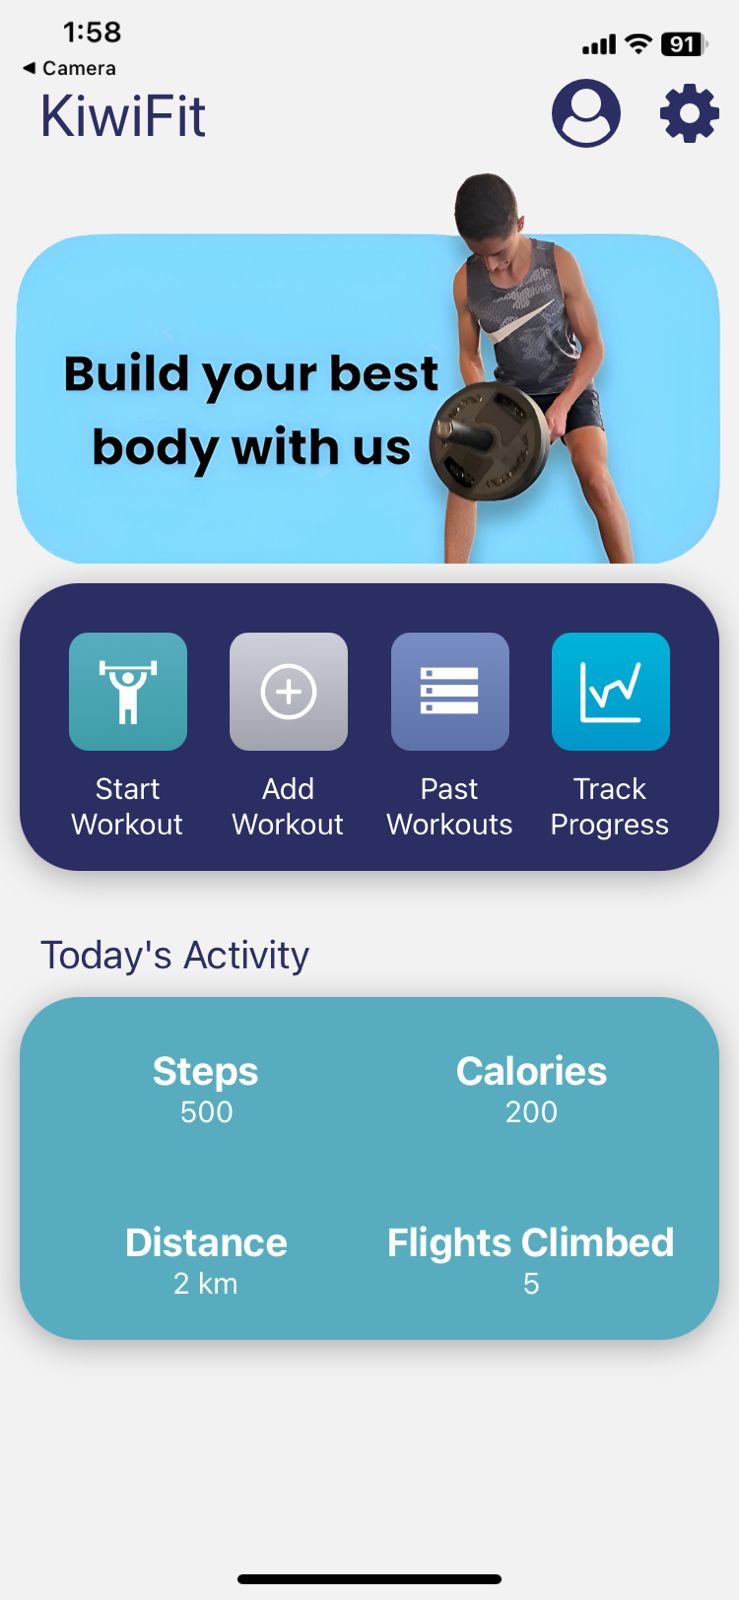 1:58
91
◀ Camera
KiwiFit
Build your best
body with us
Start
Workout
Add
Workout
Past
Workouts
Track
Progress
Today's Activity
Steps
500
Calories
200
Distance
2 km
Flights Climbed
5